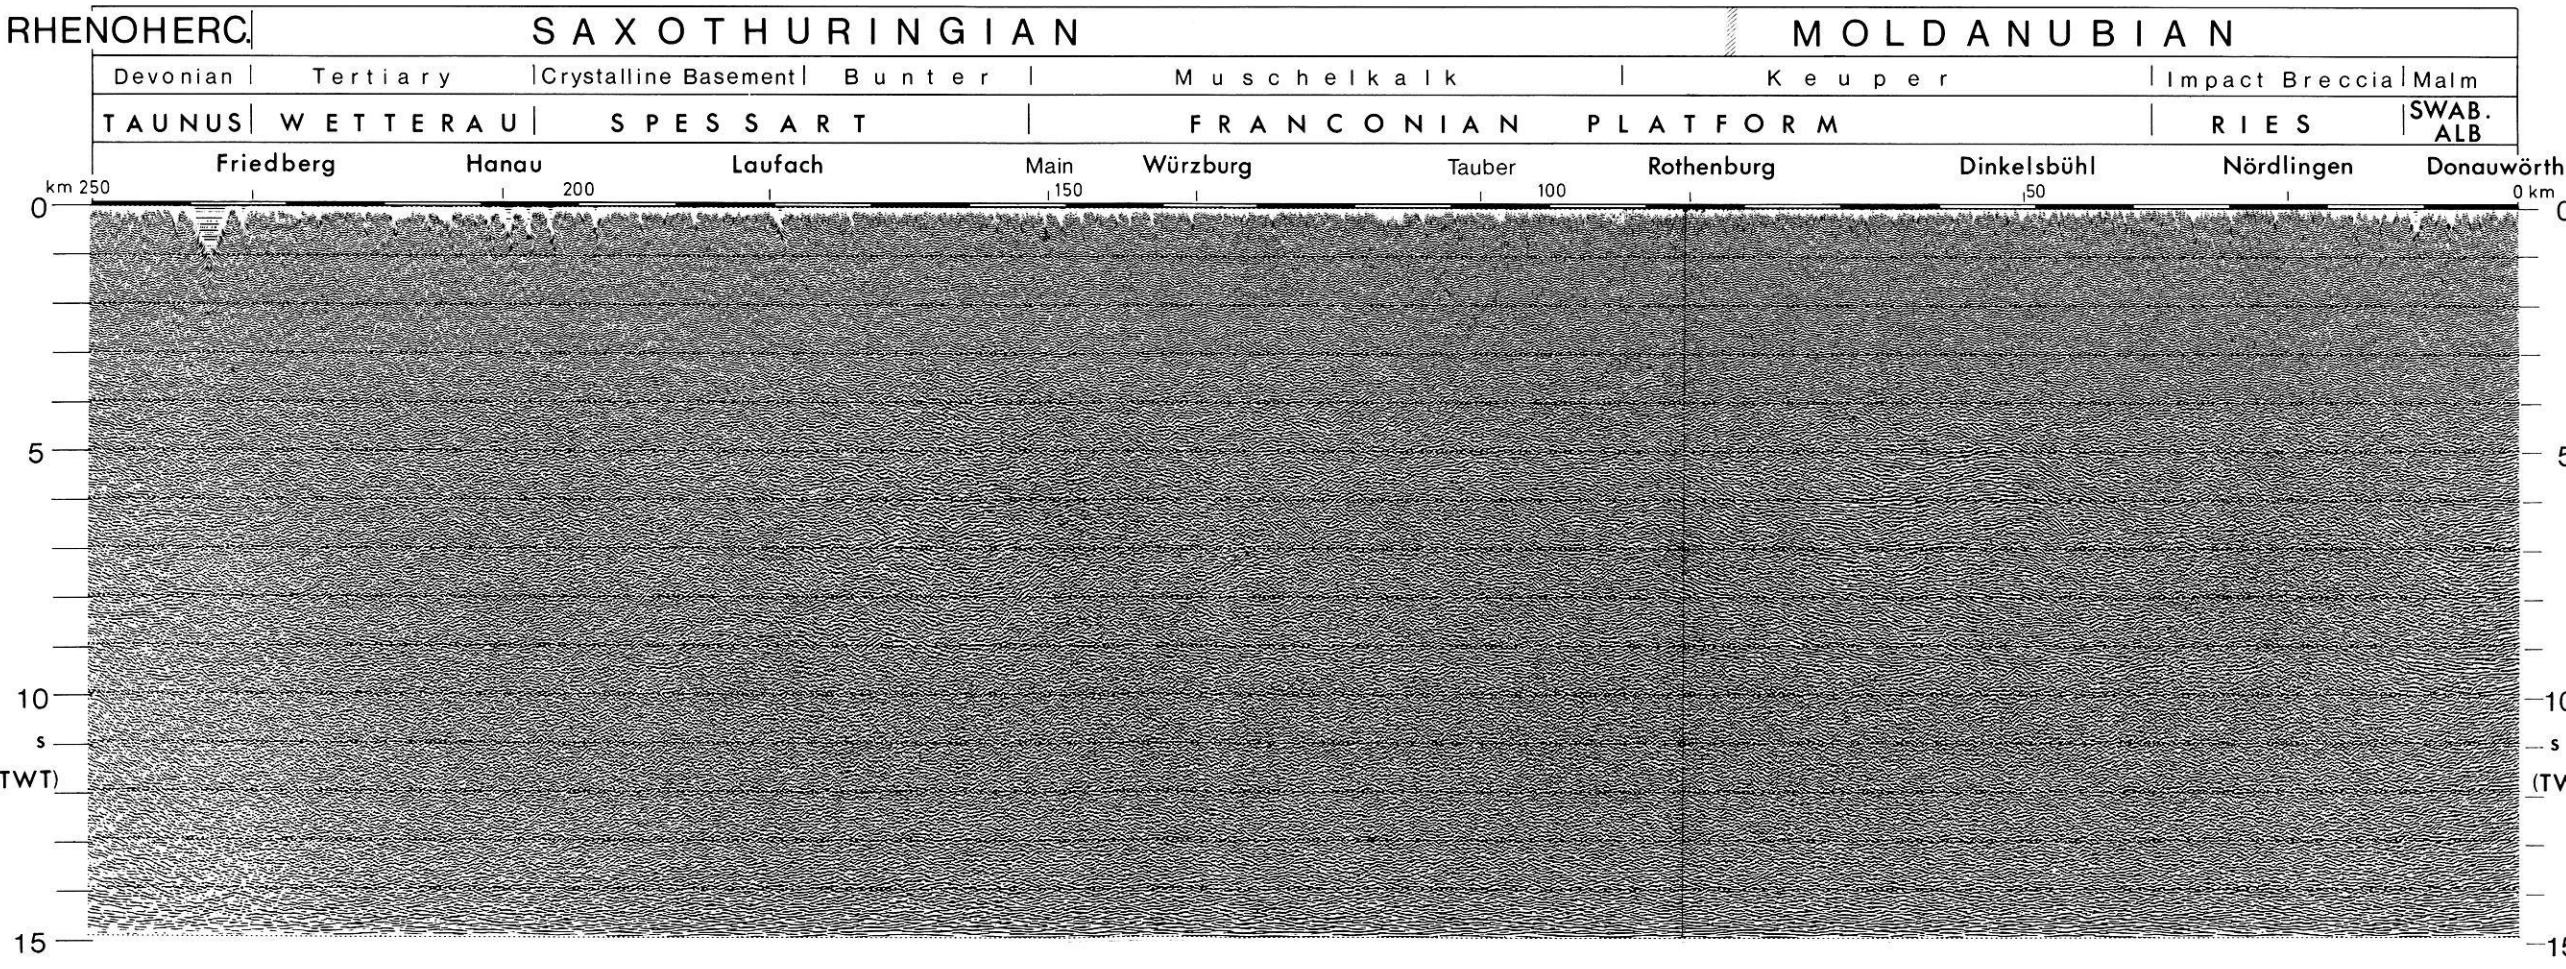 RHENOHERC. SAXOTHURINGIAN MOLDANUBIAN
Devonian Tertiary Crystalline Basement Bunter Muschelkalk Keuper Impact Breccia Malm
TAUNUS WETTERAU SPESSART FRANCONIAN PLATFORM RIES SWAB. ALB
Friedberg Hanau Laufach Main Würzburg Tauber Rothenburg Dinkelsbühl Nördlingen Donauwörth
km 250 200 150 100 50 0 km
0 0
5 5
10 10
s s
TWT) (TW
15 15